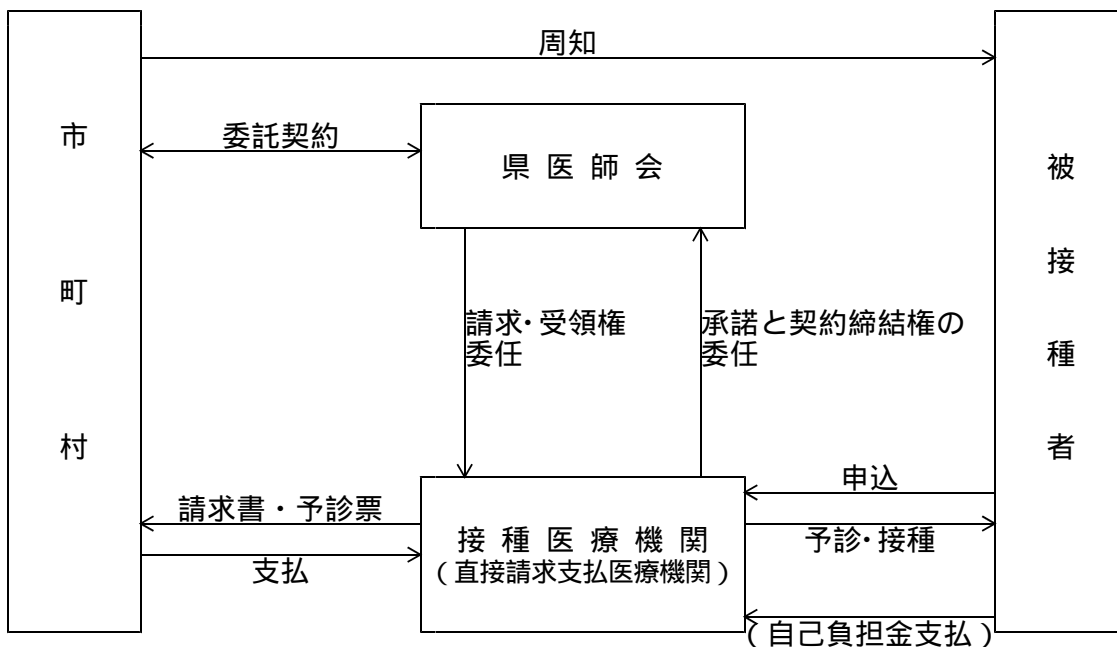 周知
市町村
委託契約
県医師会
被接種者
請求・受領権
委任
承諾と契約締結権の
委任
申込
請求書・予診票
接種医療機関
(直接請求支払医療機関)
予診・接種
支払
(自己負担金支払)